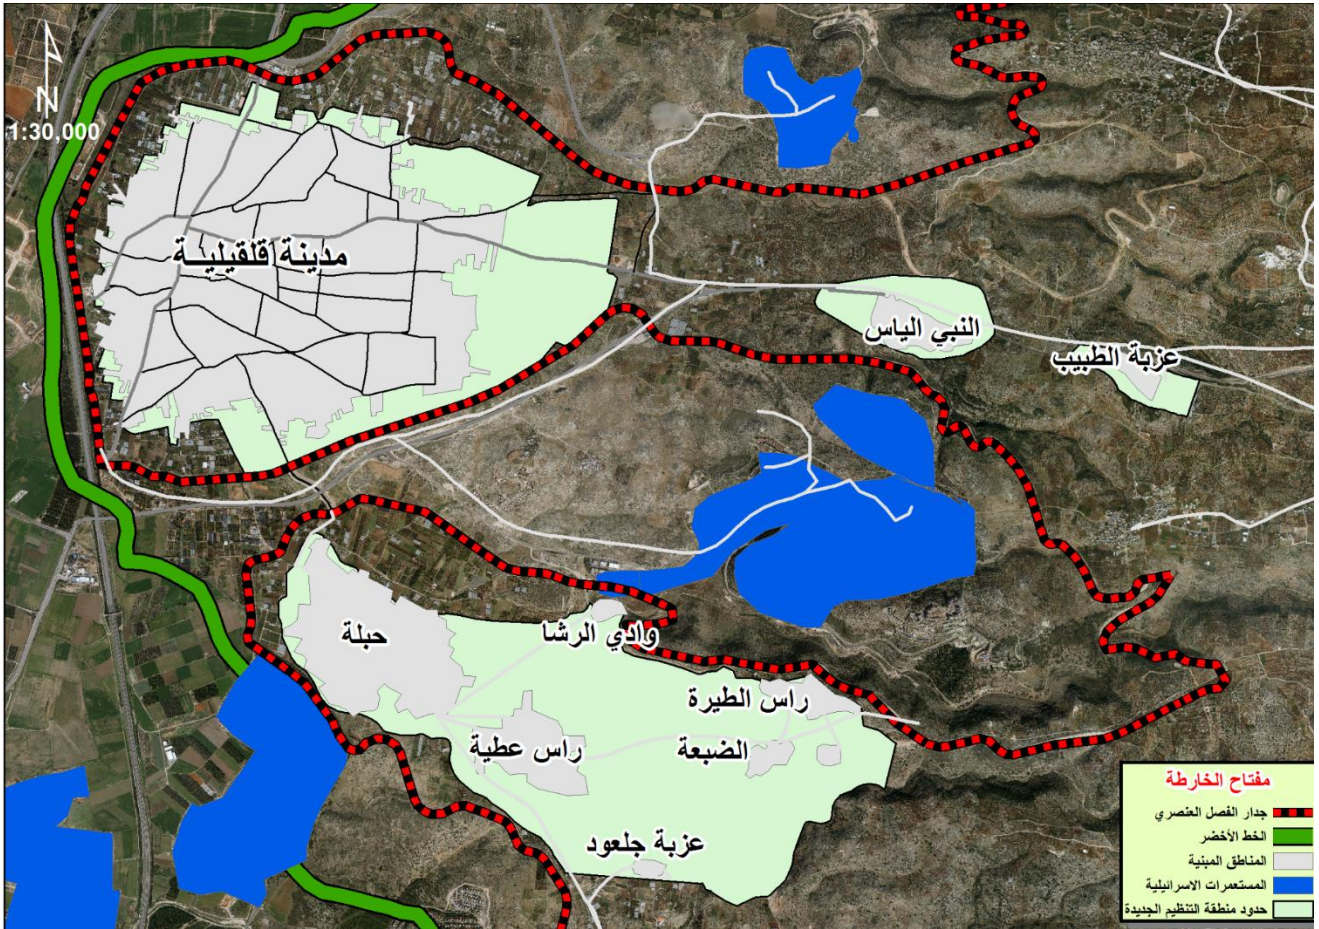 N
1:30,000
مدينة قلقيليـــة
النبي الياس
عزبة الطبيب
وادي الرشا
حبلة
راس الطيرة
راس عطية
الضبعة
عزبة جلعود
مفتاح الخارطة
جدار الفصل العنصري
الخط الأخضر
المناطق المبنية
المستعمرات الاسرائيلية
حدود منطقة التنظيم الجديدة